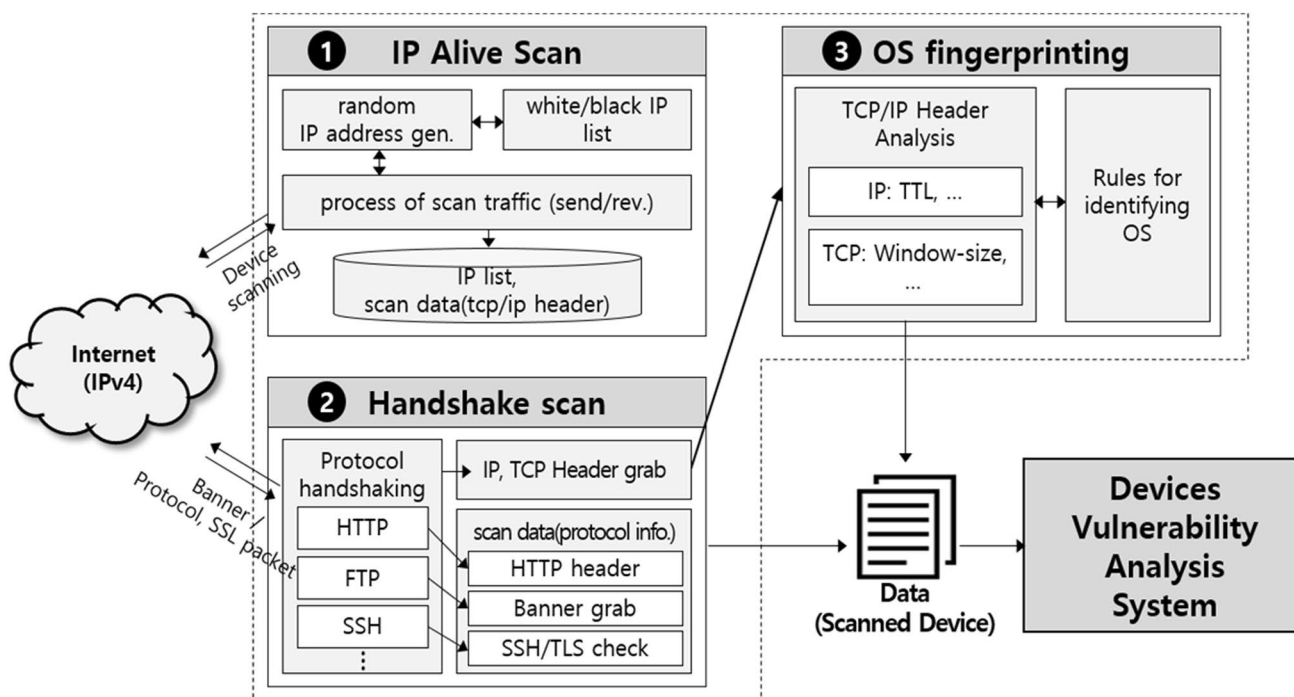 1 IP Alive Scan
random
IP address gen.
white/black IP
list
process of scan traffic (send/rev.)
IP list,
scan data(tcp/ip header)
3 OS fingerprinting
TCP/IP Header
Analysis
IP: TTL, ...
TCP: Window-size,
...
Rules for
identifying
OS
Device
scanning
Internet
(IPv4)
Banner /
Protocol, SSL packet
2 Handshake scan
Protocol
handshaking
HTTP
FTP
SSH
IP, TCP Header grab
scan data(protocol info.)
HTTP header
Banner grab
SSH/TLS check
Data
(Scanned Device)
Devices
Vulnerability
Analysis
System